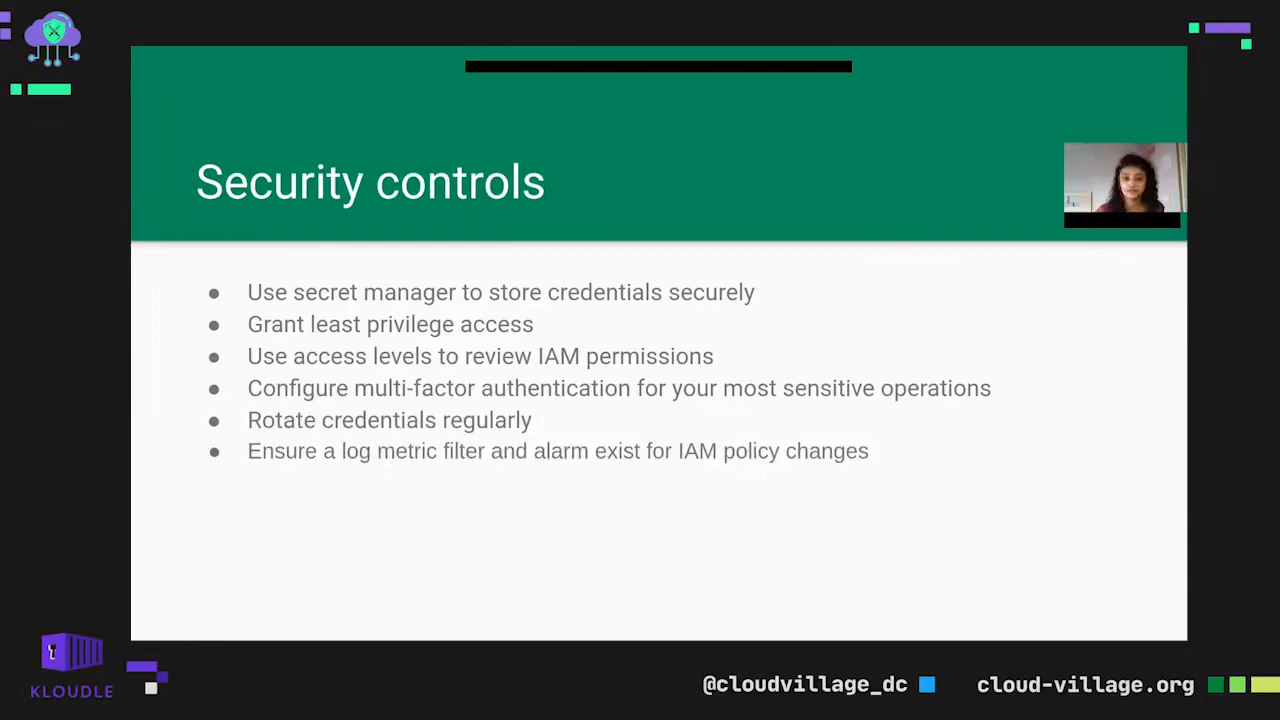 Security controls
● Use secret manager to store credentials securely
● Grant least privilege access
● Use access levels to review IAM permissions
● Configure multi-factor authentication for your most sensitive operations
● Rotate credentials regularly
● Ensure a log metric filter and alarm exist for IAM policy changes
KLOUDLE
@cloudvillage_dc
cloud-village.org